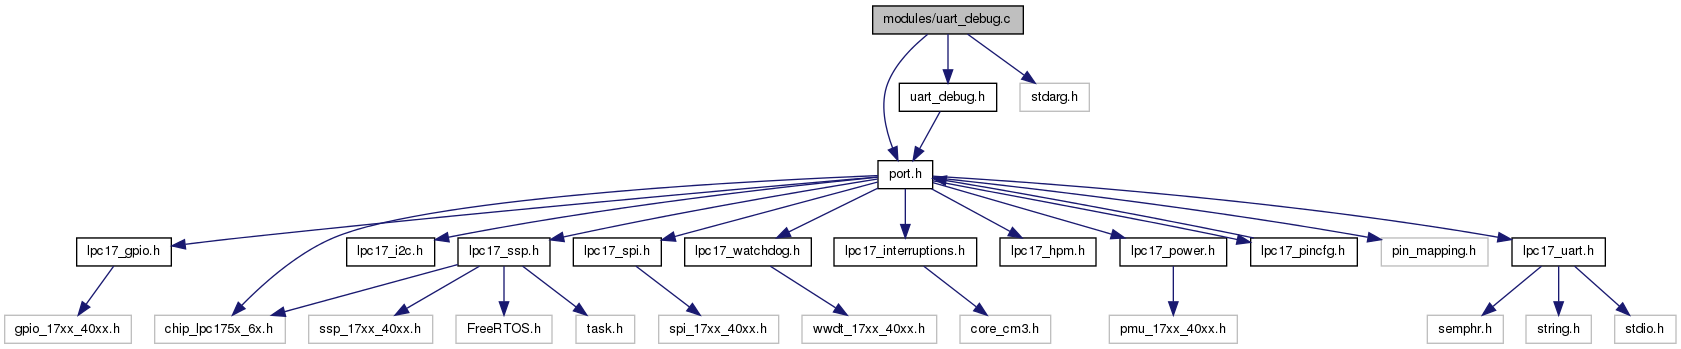 modules/uart_debug.c
uart_debug.h
stdarg.h
port.h
lpc17_gpio.h
lpc17_i2c.h
lpc17_ssp.h
lpc17_spi.h
lpc17_watchdog.h
lpc17_interruptions.h
lpc17_hpm.h
lpc17_power.h
lpc17_pincfg.h
pin_mapping.h
lpc17_uart.h
gpio_17xx_40xx.h
chip_lpc175x_6x.h
ssp_17xx_40xx.h
FreeRTOS.h
task.h
spi_17xx_40xx.h
wwdt_17xx_40xx.h
core_cm3.h
pmu_17xx_40xx.h
semphr.h
string.h
stdio.h